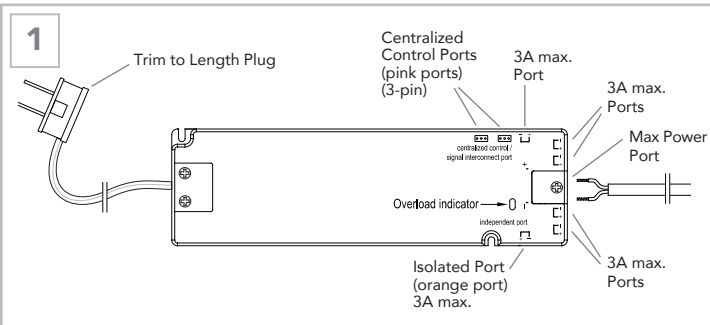 1
Trim to Length Plug
Centralized
Control Ports
(pink ports)
(3-pin)
3A max.
Port
3A max.
Ports
Max Power
Port
centralized control /
signal interconnect port
Overload indicator
independent port
Isolated Port
(orange port)
3A max.
3A max.
Ports